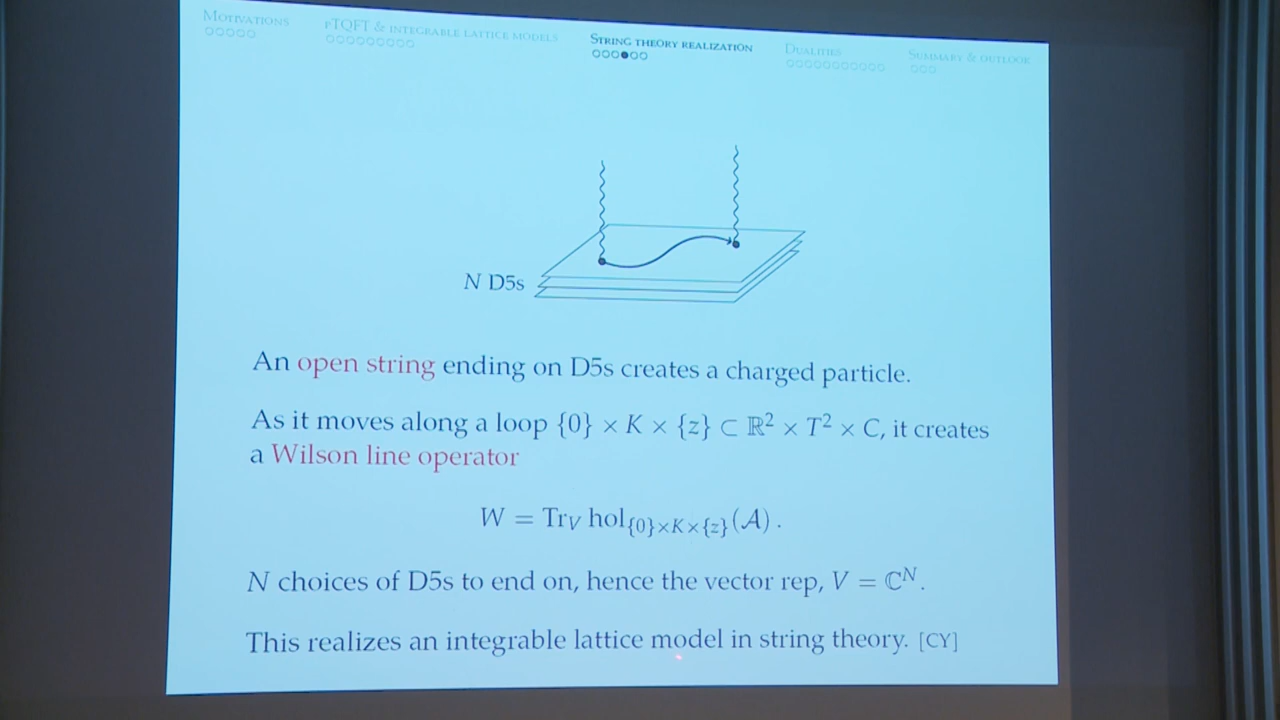 MOTIVATIONS
PTQFT & INTEGRABLE LATTICE MODELS
STRING THEORY REALIZATION
DUALITIES
SUMMARY & OUTLOOK
N D5s
An open string ending on D5s creates a charged particle.
As it moves along a loop {0} × K × {z} ⊂ ℝ² × T² × C, it creates
a Wilson line operator
W = Tr_V hol_{{0}×K×{z}}(𝒜).
N choices of D5s to end on, hence the vector rep, V = ℂᴺ.
This realizes an integrable lattice model in string theory. [CY]